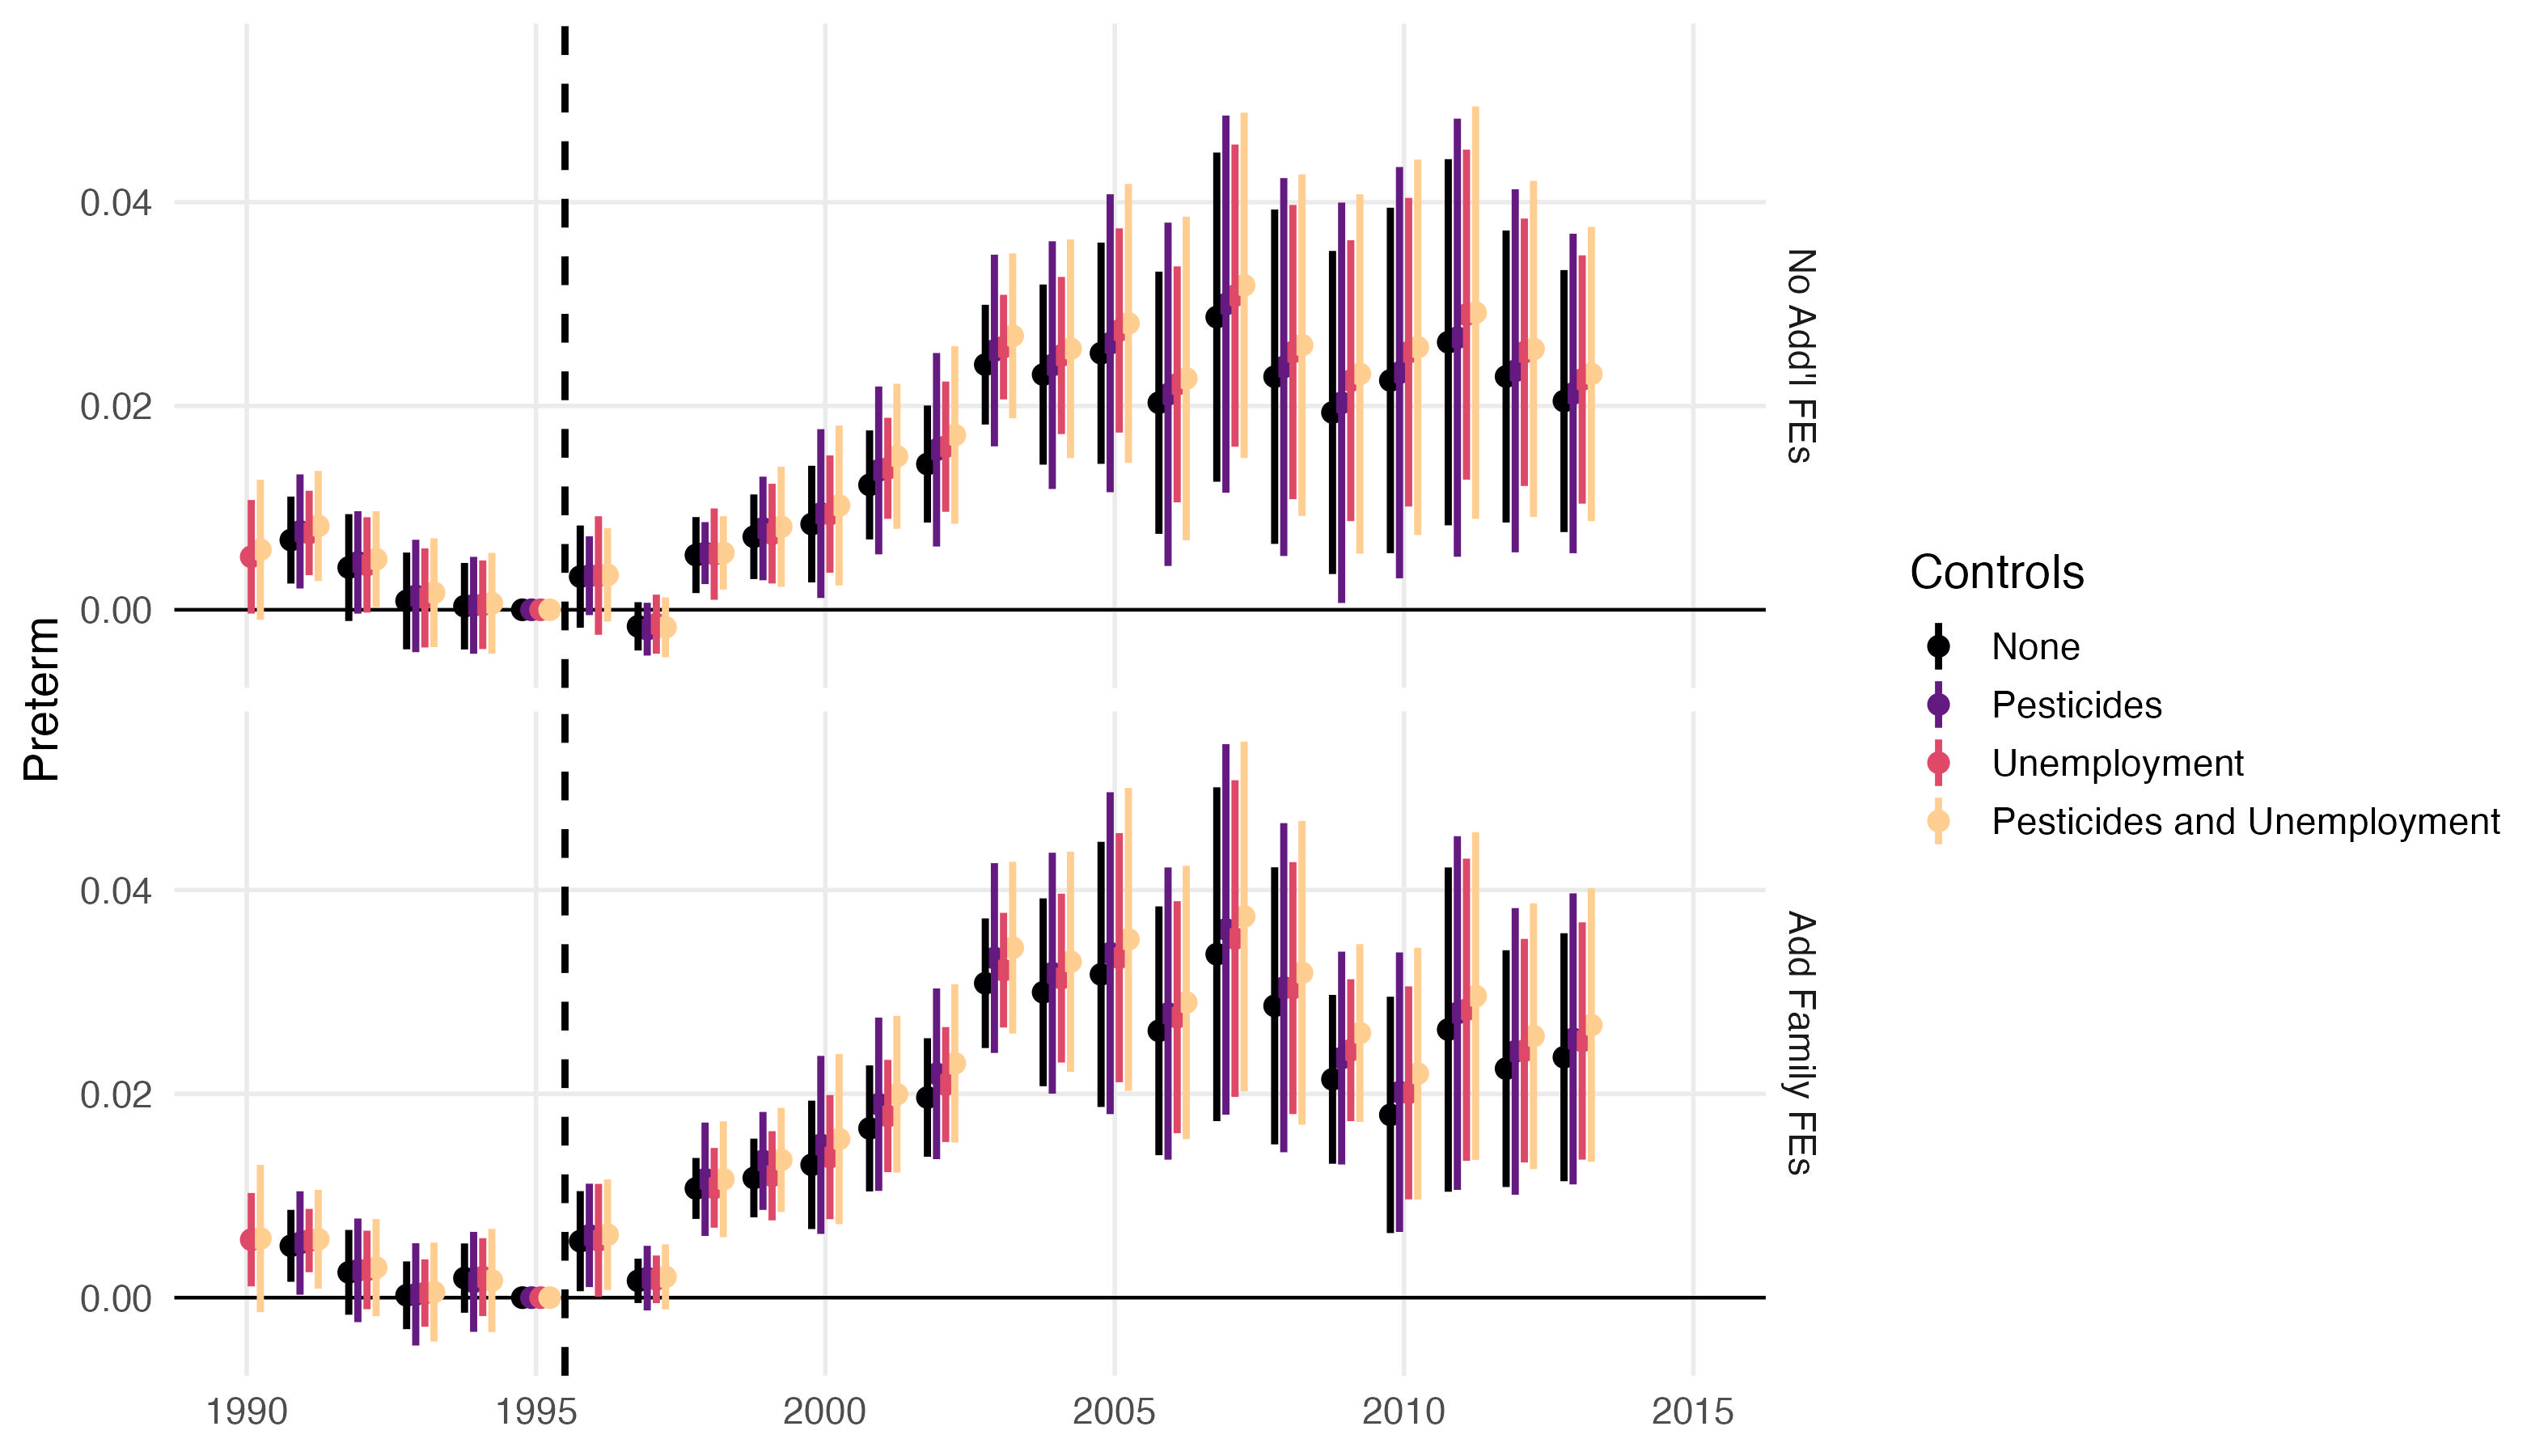 Preterm
0.04
0.02
0.00
No Add'l FEs
0.04
0.02
0.00
Add Family FEs
1990
1995
2000
2005
2010
2015
Controls
None
Pesticides
Unemployment
Pesticides and Unemployment